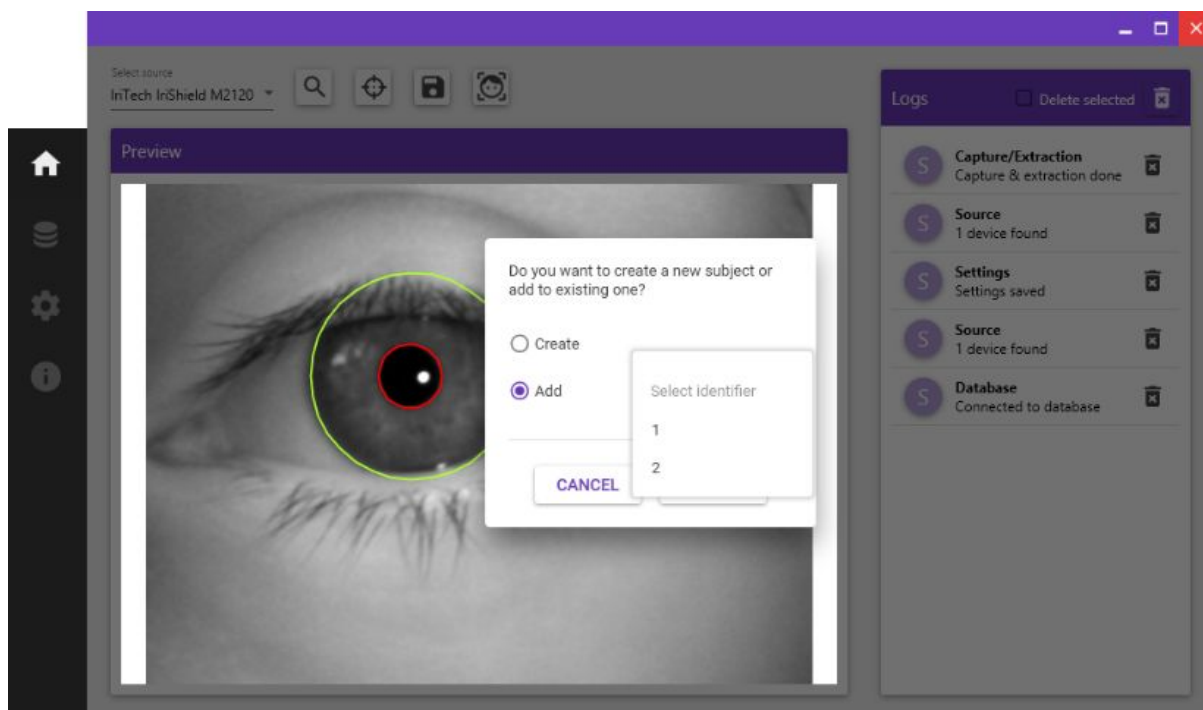 Select source
InTech IriShield M2120
Preview
Do you want to create a new subject or
add to existing one?
Create
Add
Select identifier
1
2
CANCEL
Logs
Delete selected
S
Capture/Extraction
Capture & extraction done
S
Source
1 device found
S
Settings
Settings saved
S
Source
1 device found
S
Database
Connected to database